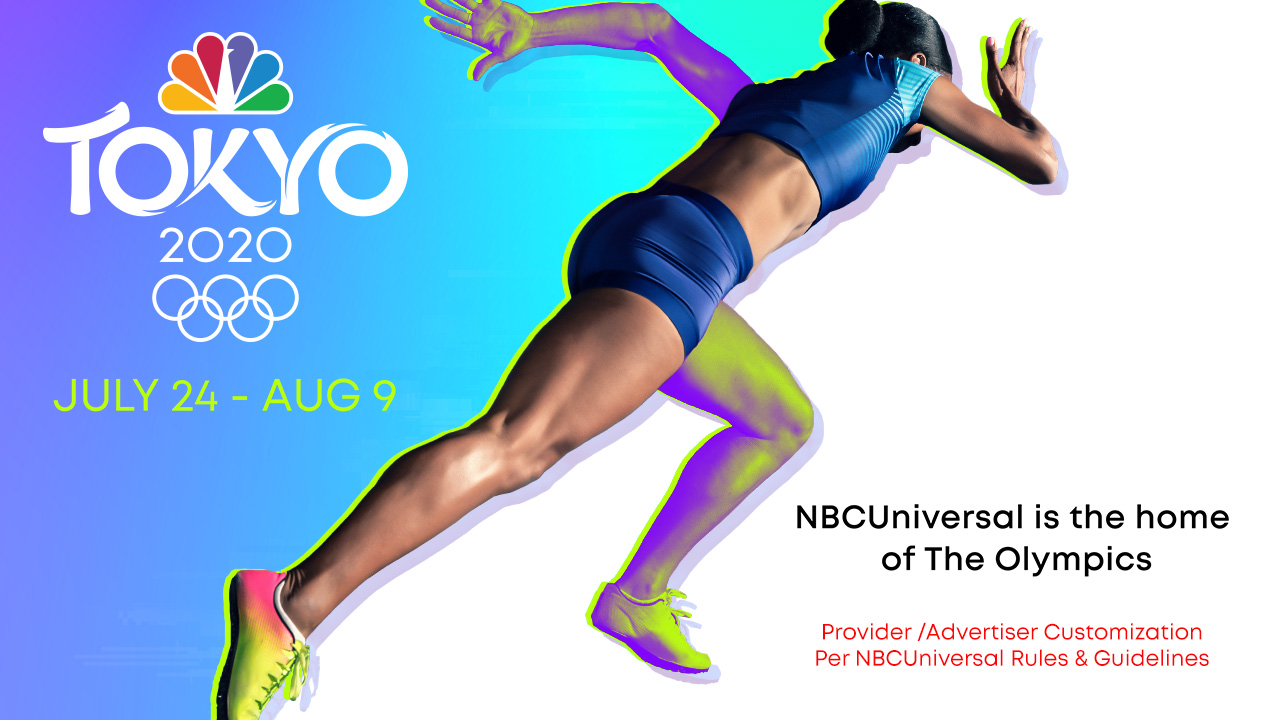 TOKYO
2020
JULY 24 - AUG 9
NBCUniversal is the home
of The Olympics
Provider /Advertiser Customization
Per NBCUniversal Rules & Guidelines